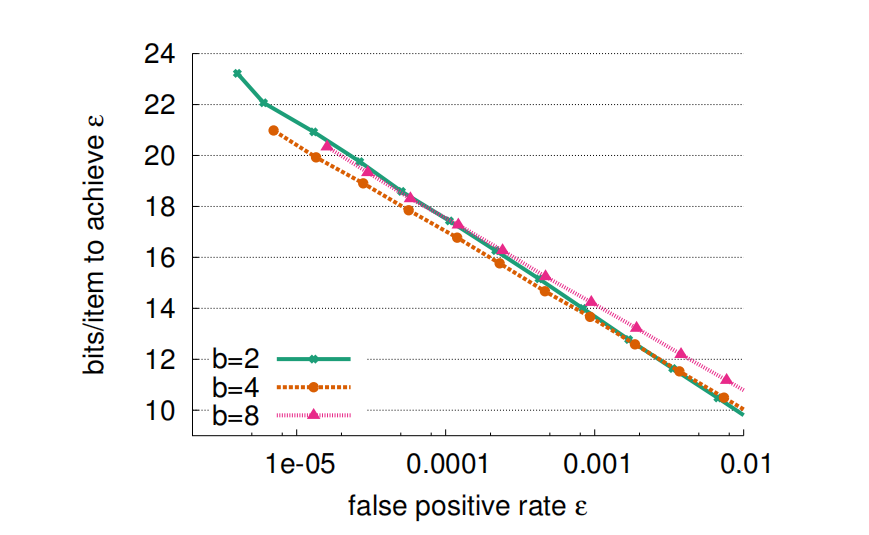 24
22
20
18
16
14
12
10
bits/item to achieve ε
b=2
b=4
b=8
1e-05 0.0001 0.001 0.01
false positive rate ε